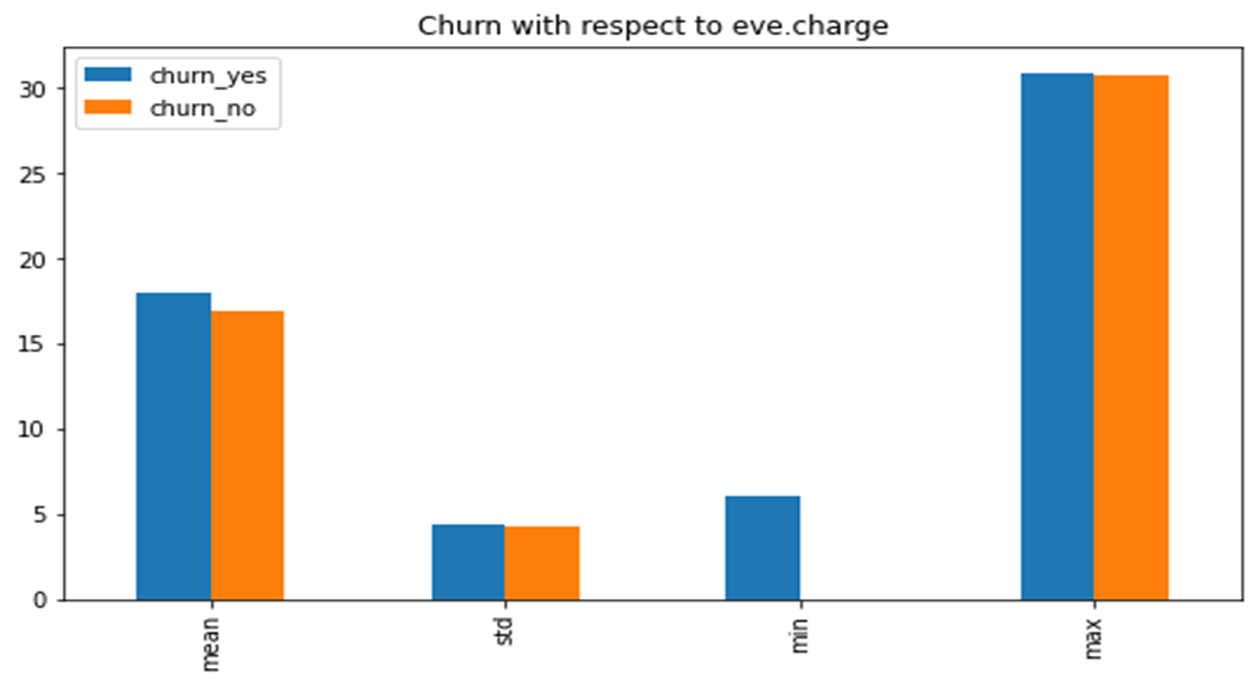 Churn with respect to eve.charge
churn_yes
churn_no
30
25
20
15
10
5
0
mean
std
min
max